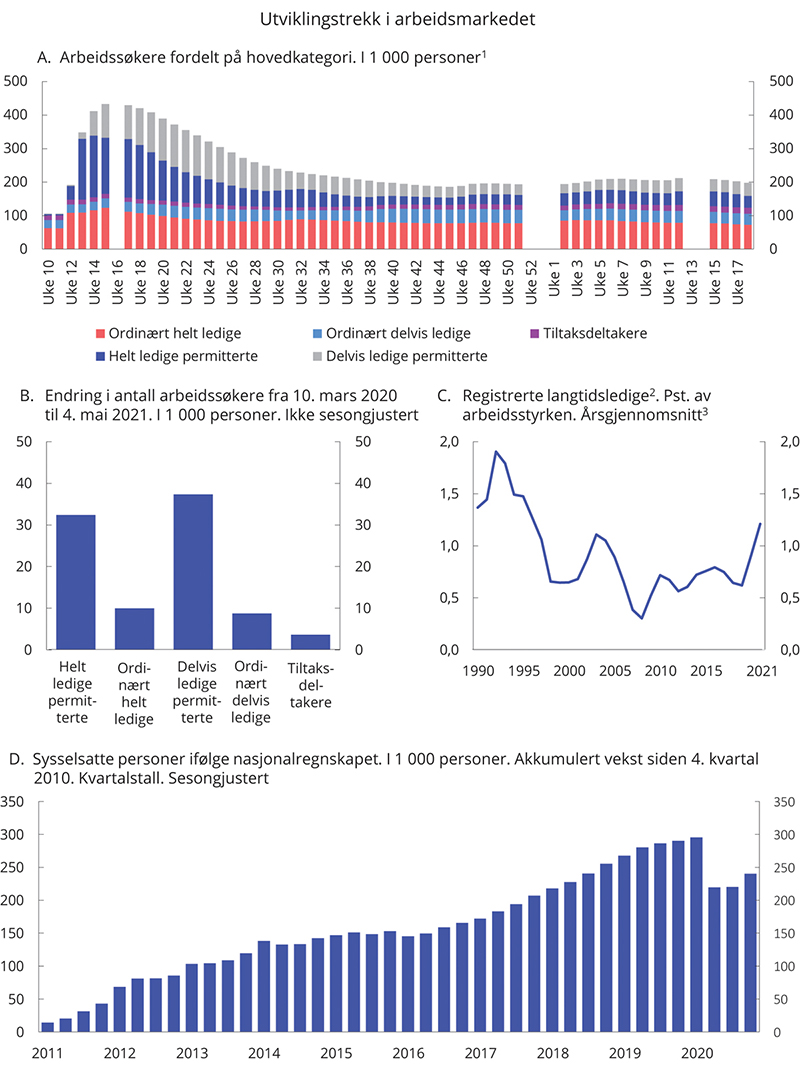 Utviklingstrekk i arbeidsmarkedet
A. Arbeidssøkere fordelt på hovedkategori. I 1 000 personer¹
500 500
400 400
300 300
200 200
100 100
0 0
Uke 10 Uke 12 Uke 14 Uke 16 Uke 18 Uke 20 Uke 22 Uke 24 Uke 26 Uke 28 Uke 30 Uke 32 Uke 34 Uke 36 Uke 38 Uke 40 Uke 42 Uke 44 Uke 46 Uke 48 Uke 50 Uke 52 Uke 1 Uke 3 Uke 5 Uke 7 Uke 9 Uke 11 Uke 13 Uke 15 Uke 17
Ordinært helt ledige Ordinært delvis ledige Tiltaksdeltakere
Helt ledige permitterte Delvis ledige permitterte
B. Endring i antall arbeidssøkere fra 10. mars 2020
til 4. mai 2021. I 1 000 personer. Ikke sesongjustert
50 50
40 40
30 30
20 20
10 10
0 0
Helt
ledige
permit-
terte
Ordi-
nært
helt
ledige
Delvis
ledige
permit-
terte
Ordi-
nært
delvis
ledige
Tiltaks-
del-
takere
C. Registrerte langtidsledige². Pst. av
arbeidsstyrken. Årsgjennomsnitt³
2,0 2,0
1,5 1,5
1,0 1,0
0,5 0,5
0,0 0,0
1990 1995 2000 2005 2010 2015 2021
D. Sysselsatte personer ifølge nasjonalregnskapet. I 1 000 personer. Akkumulert vekst siden 4. kvartal
2010. Kvartalstall. Sesongjustert
350 350
300 300
250 250
200 200
150 150
100 100
50 50
0 0
2011 2012 2013 2014 2015 2016 2017 2018 2019 2020